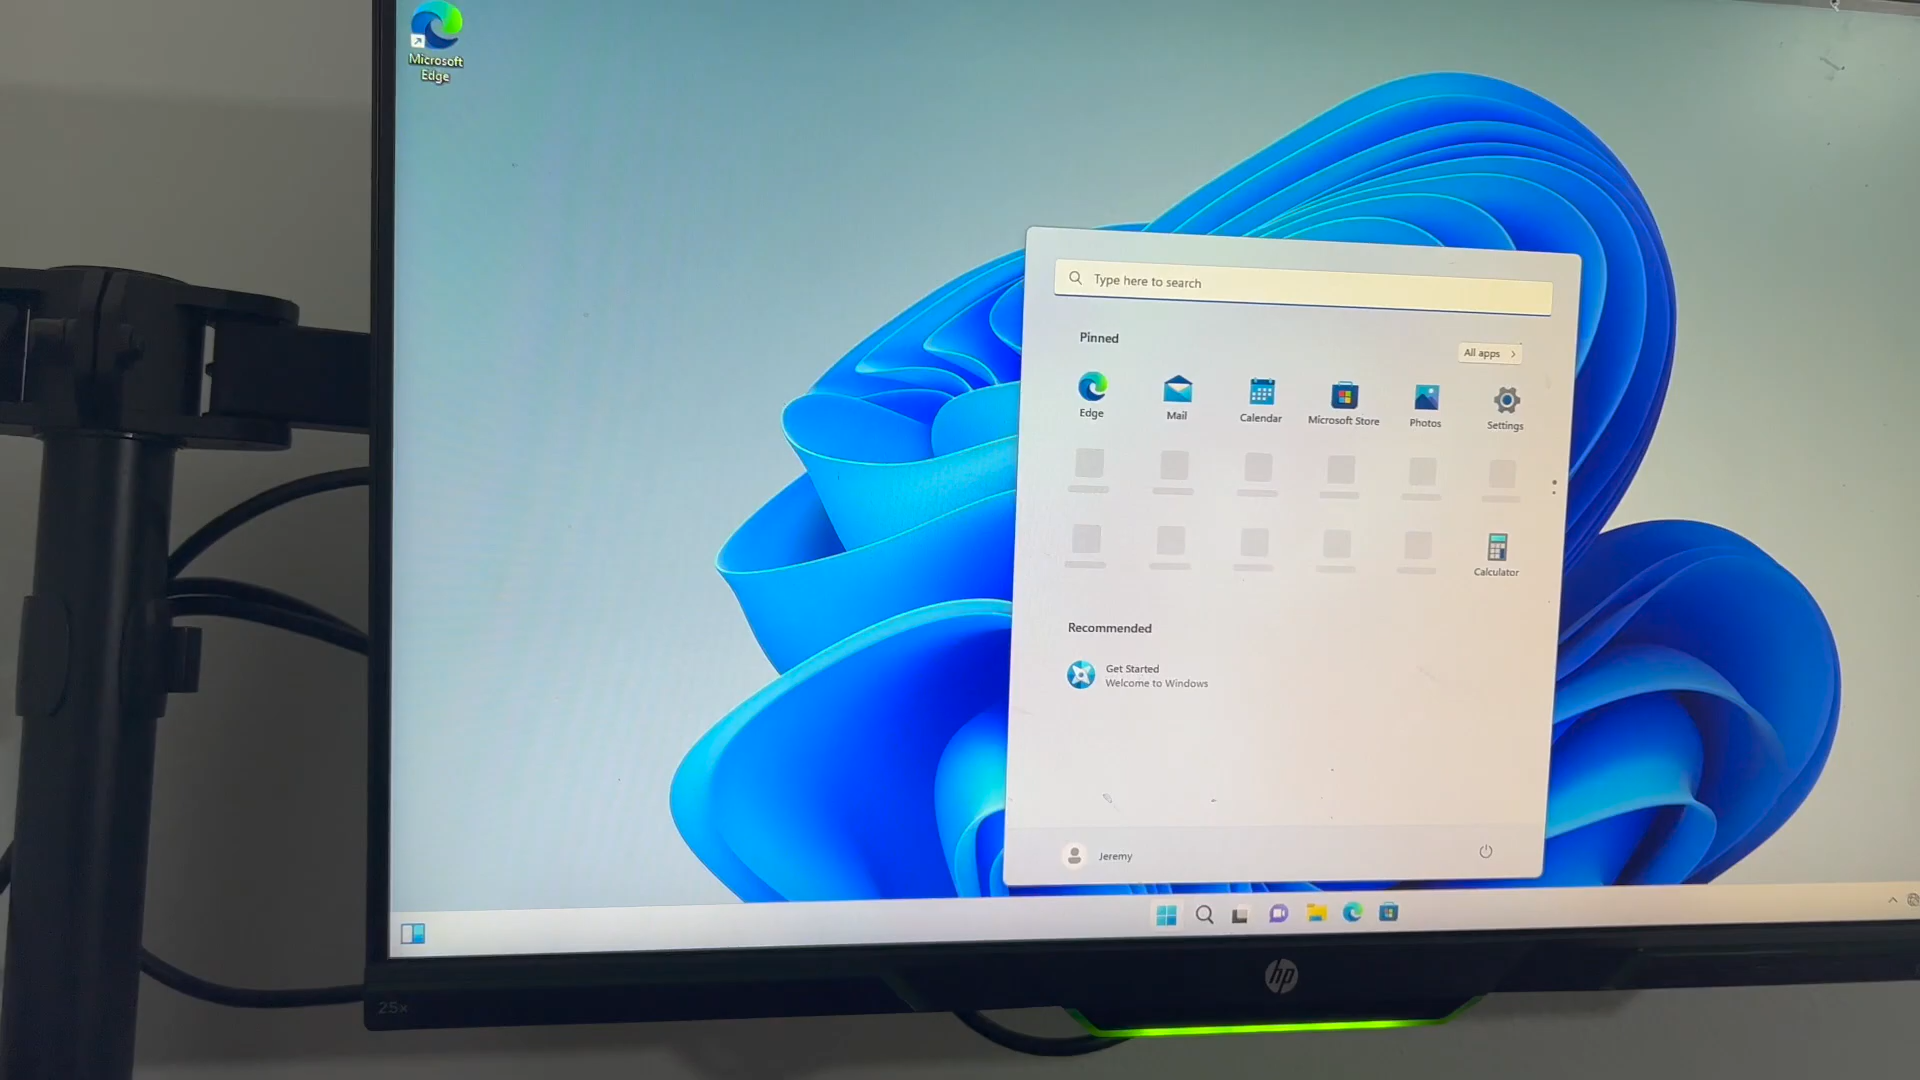 Microsoft
Edge
Type here to search
Pinned
All apps
Edge
Mail
Calendar
Microsoft Store
Photos
Settings
Calculator
Recommended
Get Started
Welcome to Windows
Jeremy
hp
25x